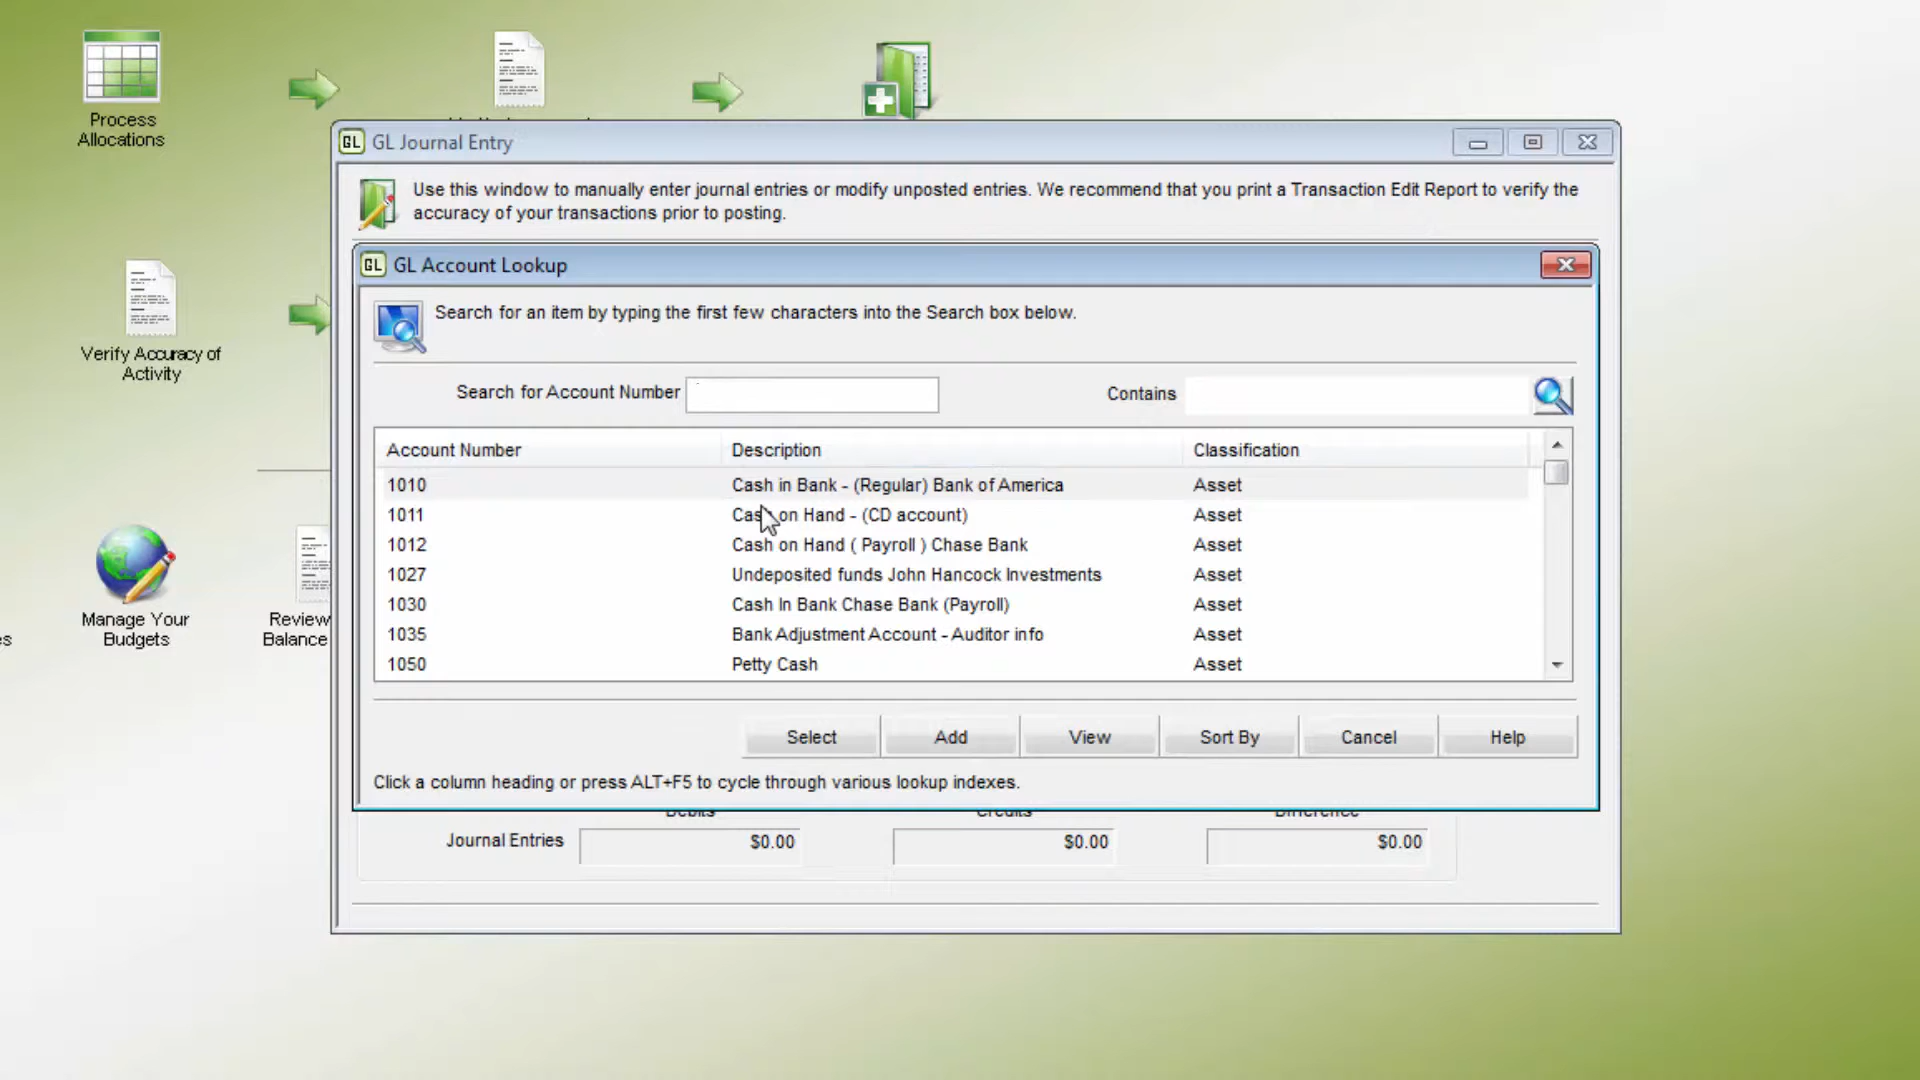 Process
Allocations
GL GL Journal Entry
Use this window to manually enter journal entries or modify unposted entries. We recommend that you print a Transaction Edit Report to verify the
accuracy of your transactions prior to posting.
GL GL Account Lookup
Search for an item by typing the first few characters into the Search box below.
Verify Accuracy of
Activity
Search for Account Number
Contains
Account Number Description Classification
1010 Cash in Bank - (Regular) Bank of America Asset
1011 Cash on Hand - (CD account) Asset
1012 Cash on Hand ( Payroll ) Chase Bank Asset
1027 Undeposited funds John Hancock Investments Asset
1030 Cash In Bank Chase Bank (Payroll) Asset
1035 Bank Adjustment Account - Auditor info Asset
1050 Petty Cash Asset
es
Manage Your
Budgets
Review
Balance
Select Add View Sort By Cancel Help
Click a column heading or press ALT+F5 to cycle through various lookup indexes.
Debits Credits Difference
Journal Entries $0.00 $0.00 $0.00